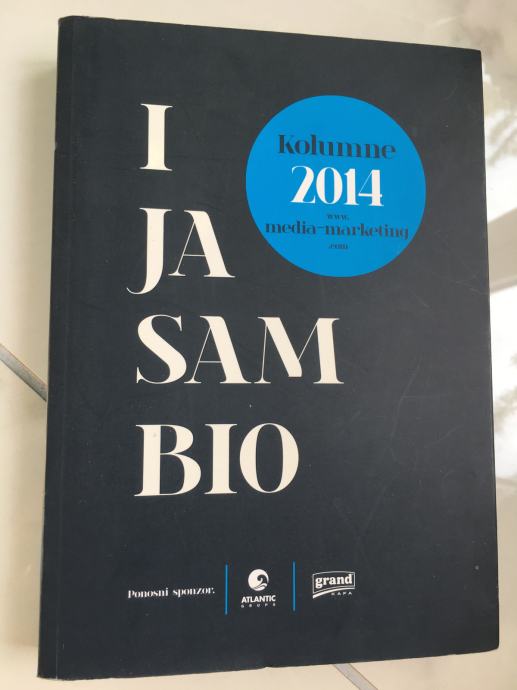 I
JA
SAM
BIO
Kolumne
2014
www.
media-marketing
.com
Ponosni sponzor.
ATLANTIC
GRUPA
grand
KAFA